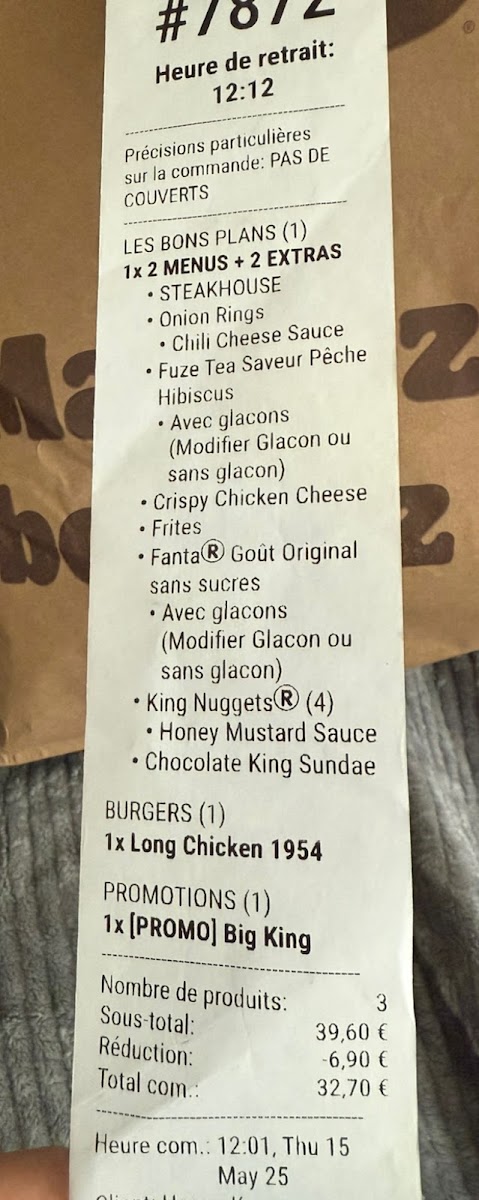 #7872
Heure de retrait:
12:12
Précisions particulières
sur la commande: PAS DE
COUVERTS
LES BONS PLANS (1)
1x 2 MENUS + 2 EXTRAS
• STEAKHOUSE
• Onion Rings
• Chili Cheese Sauce
• Fuze Tea Saveur Pêche
Hibiscus
• Avec glacons
(Modifier Glacon ou
sans glacon)
• Crispy Chicken Cheese
• Frites
• Fanta® Goût Original
sans sucres
• Avec glacons
(Modifier Glacon ou
sans glacon)
• King Nuggets® (4)
• Honey Mustard Sauce
• Chocolate King Sundae
BURGERS (1)
1x Long Chicken 1954
PROMOTIONS (1)
1x [PROMO] Big King
Nombre de produits: 3
Sous-total: 39,60 €
Réduction: -6,90 €
Total com.: 32,70 €
Heure com.: 12:01, Thu 15
May 25